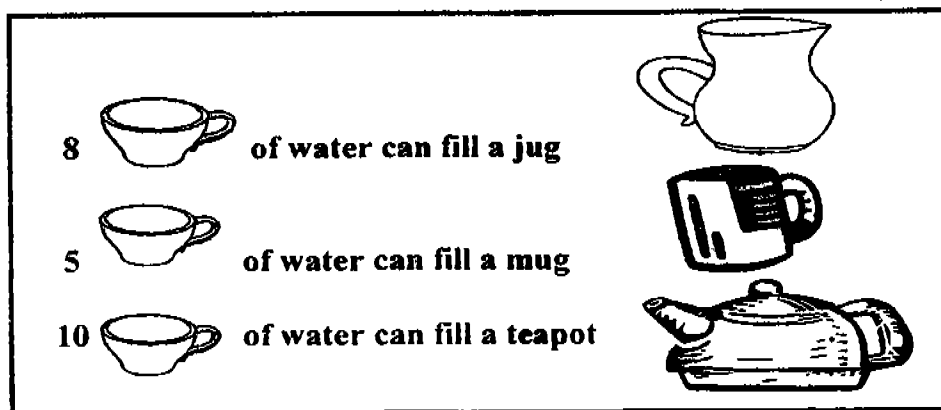 8 of water can fill a jug
5 of water can fill a mug
10 of water can fill a teapot